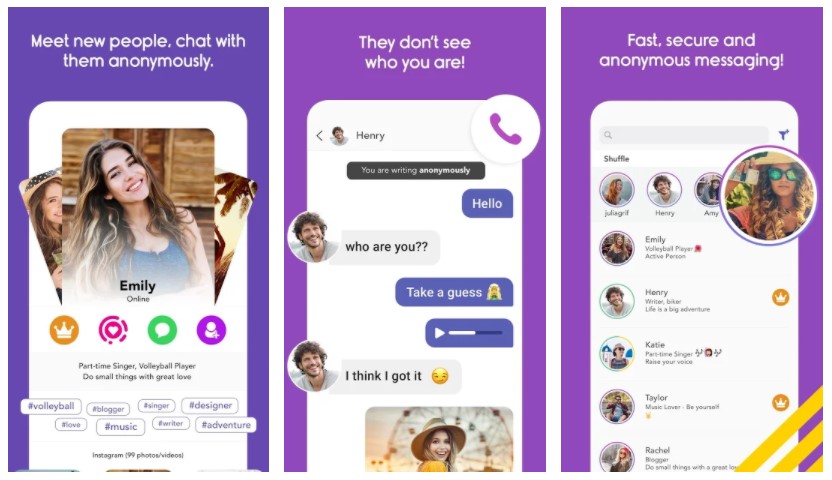 Meet new people, chat with
them anonymously.
Emily
Online
Part-time Singer, Volleyball Player
Do small things with great love
#volleyball #blogger #singer #designer
#love #music #writer #adventure
Instagram (99 photos/videos)
They don't see
who you are!
Henry
You are writing anonymously
Hello
who are you??
Take a guess
I think I got it
Fast, secure and
anonymous messaging!
Shuffle
juliagrif Henry Amy
Emily
Volleyball Player
Active Person
Henry
Writer, biker
Life is a big adventure
Katie
Part-time Singer
Raise your voice
Taylor
Music Lover - Be yourself
Rachel
Blogger
Do small things with a great